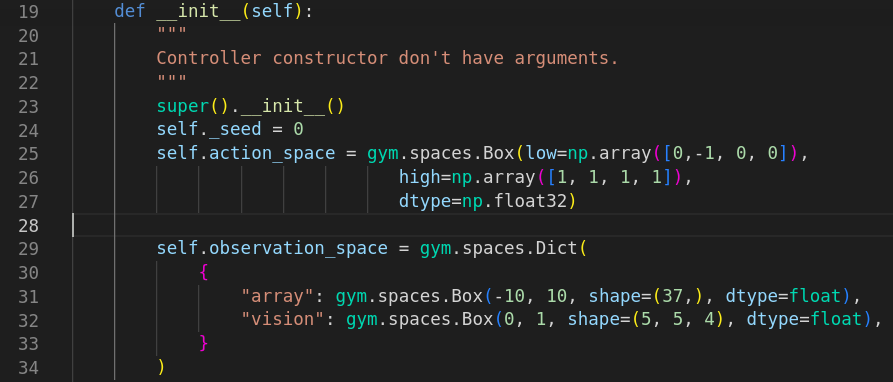 19    def __init__(self):
20        """
21        Controller constructor don't have arguments.
22        """
23        super().__init__()
24        self._seed = 0
25        self.action_space = gym.spaces.Box(low=np.array([0,-1, 0, 0]),
26                               high=np.array([1, 1, 1, 1]),
27                               dtype=np.float32)
28
29        self.observation_space = gym.spaces.Dict(
30            {
31                "array": gym.spaces.Box(-10, 10, shape=(37,), dtype=float),
32                "vision": gym.spaces.Box(0, 1, shape=(5, 5, 4), dtype=float),
33            }
34        )